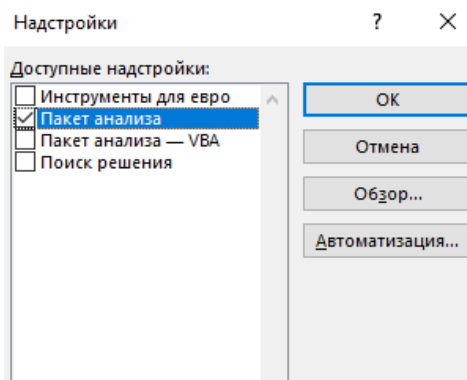 Надстройки ?
Доступные надстройки:
Инструменты для евро
Пакет анализа
Пакет анализа — VBA
Поиск решения
ОК
Отмена
Обзор...
Автоматизация...